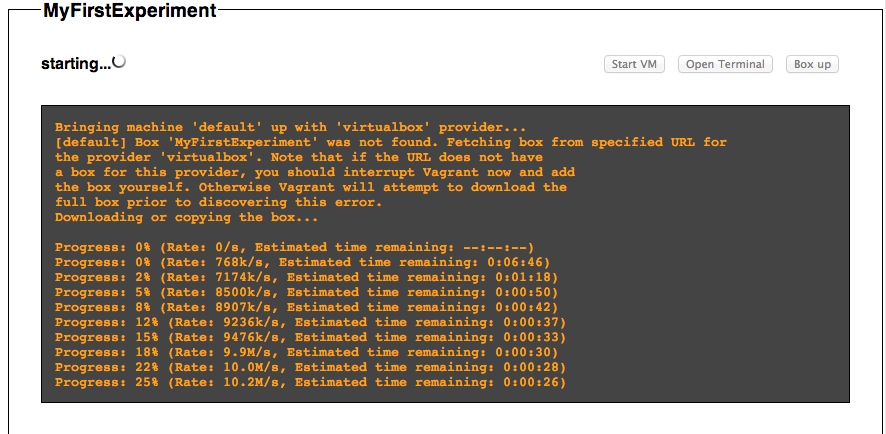 MyFirstExperiment
starting...
Start VM
Open Terminal
Box up
Bringing machine 'default' up with 'virtualbox' provider...
[default] Box 'MyFirstExperiment' was not found. Fetching box from specified URL for
the provider 'virtualbox'. Note that if the URL does not have
a box for this provider, you should interrupt Vagrant now and add
the box yourself. Otherwise Vagrant will attempt to download the
full box prior to discovering this error.
Downloading or copying the box...
Progress: 0% (Rate: 0/s, Estimated time remaining: --:--:--)
Progress: 0% (Rate: 768k/s, Estimated time remaining: 0:06:46)
Progress: 2% (Rate: 7174k/s, Estimated time remaining: 0:01:18)
Progress: 5% (Rate: 8500k/s, Estimated time remaining: 0:00:50)
Progress: 8% (Rate: 8907k/s, Estimated time remaining: 0:00:42)
Progress: 12% (Rate: 9236k/s, Estimated time remaining: 0:00:37)
Progress: 15% (Rate: 9476k/s, Estimated time remaining: 0:00:33)
Progress: 18% (Rate: 9.9M/s, Estimated time remaining: 0:00:30)
Progress: 22% (Rate: 10.0M/s, Estimated time remaining: 0:00:28)
Progress: 25% (Rate: 10.2M/s, Estimated time remaining: 0:00:26)